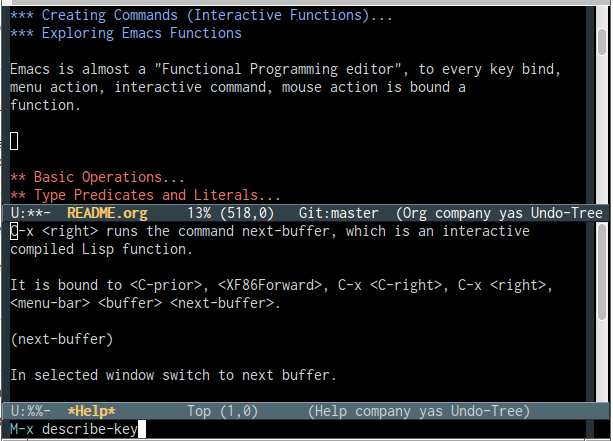 *** Creating Commands (Interactive Functions)...
*** Exploring Emacs Functions
Emacs is almost a "Functional Programming editor", to every key bind,
menu action, interactive command, mouse action is bound a
function.
** Basic Operations...
** Type Predicates and Literals...
U:**-  README.org     13% (518,0)   Git:master  (Org company yas Undo-Tree
C-x <right> runs the command next-buffer, which is an interactive
compiled Lisp function.
It is bound to <C-prior>, <XF86Forward>, C-x <C-right>, C-x <right>,
<menu-bar> <buffer> <next-buffer>.
(next-buffer)
In selected window switch to next buffer.
U:%%-  *Help*         Top (1,0)      (Help company yas Undo-Tree)
M-x describe-key